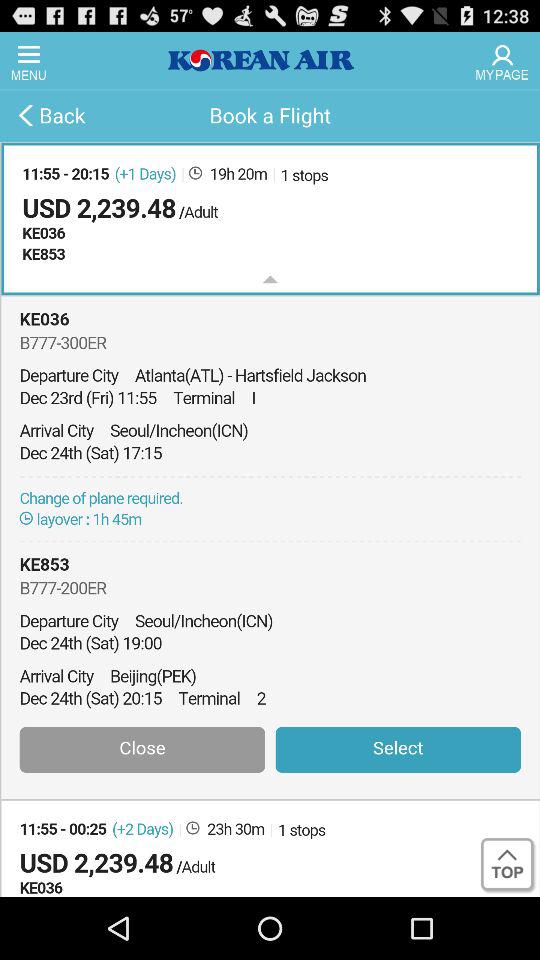 57° 12:38
MENU KOREAN AIR MYPAGE
Back Book a Flight
11:55 - 20:15 (+1 Days) 19h 20m 1 stops
USD 2,239.48 /Adult
KE036
KE853
KE036
B777-300ER
Departure City Atlanta(ATL) - Hartsfield Jackson
Dec 23rd (Fri) 11:55 Terminal I
Arrival City Seoul/Incheon(ICN)
Dec 24th (Sat) 17:15
Change of plane required.
layover : 1h 45m
KE853
B777-200ER
Departure City Seoul/Incheon(ICN)
Dec 24th (Sat) 19:00
Arrival City Beijing(PEK)
Dec 24th (Sat) 20:15 Terminal 2
Close Select
11:55 - 00:25 (+2 Days) 23h 30m 1 stops
USD 2,239.48 /Adult
KE036
TOP